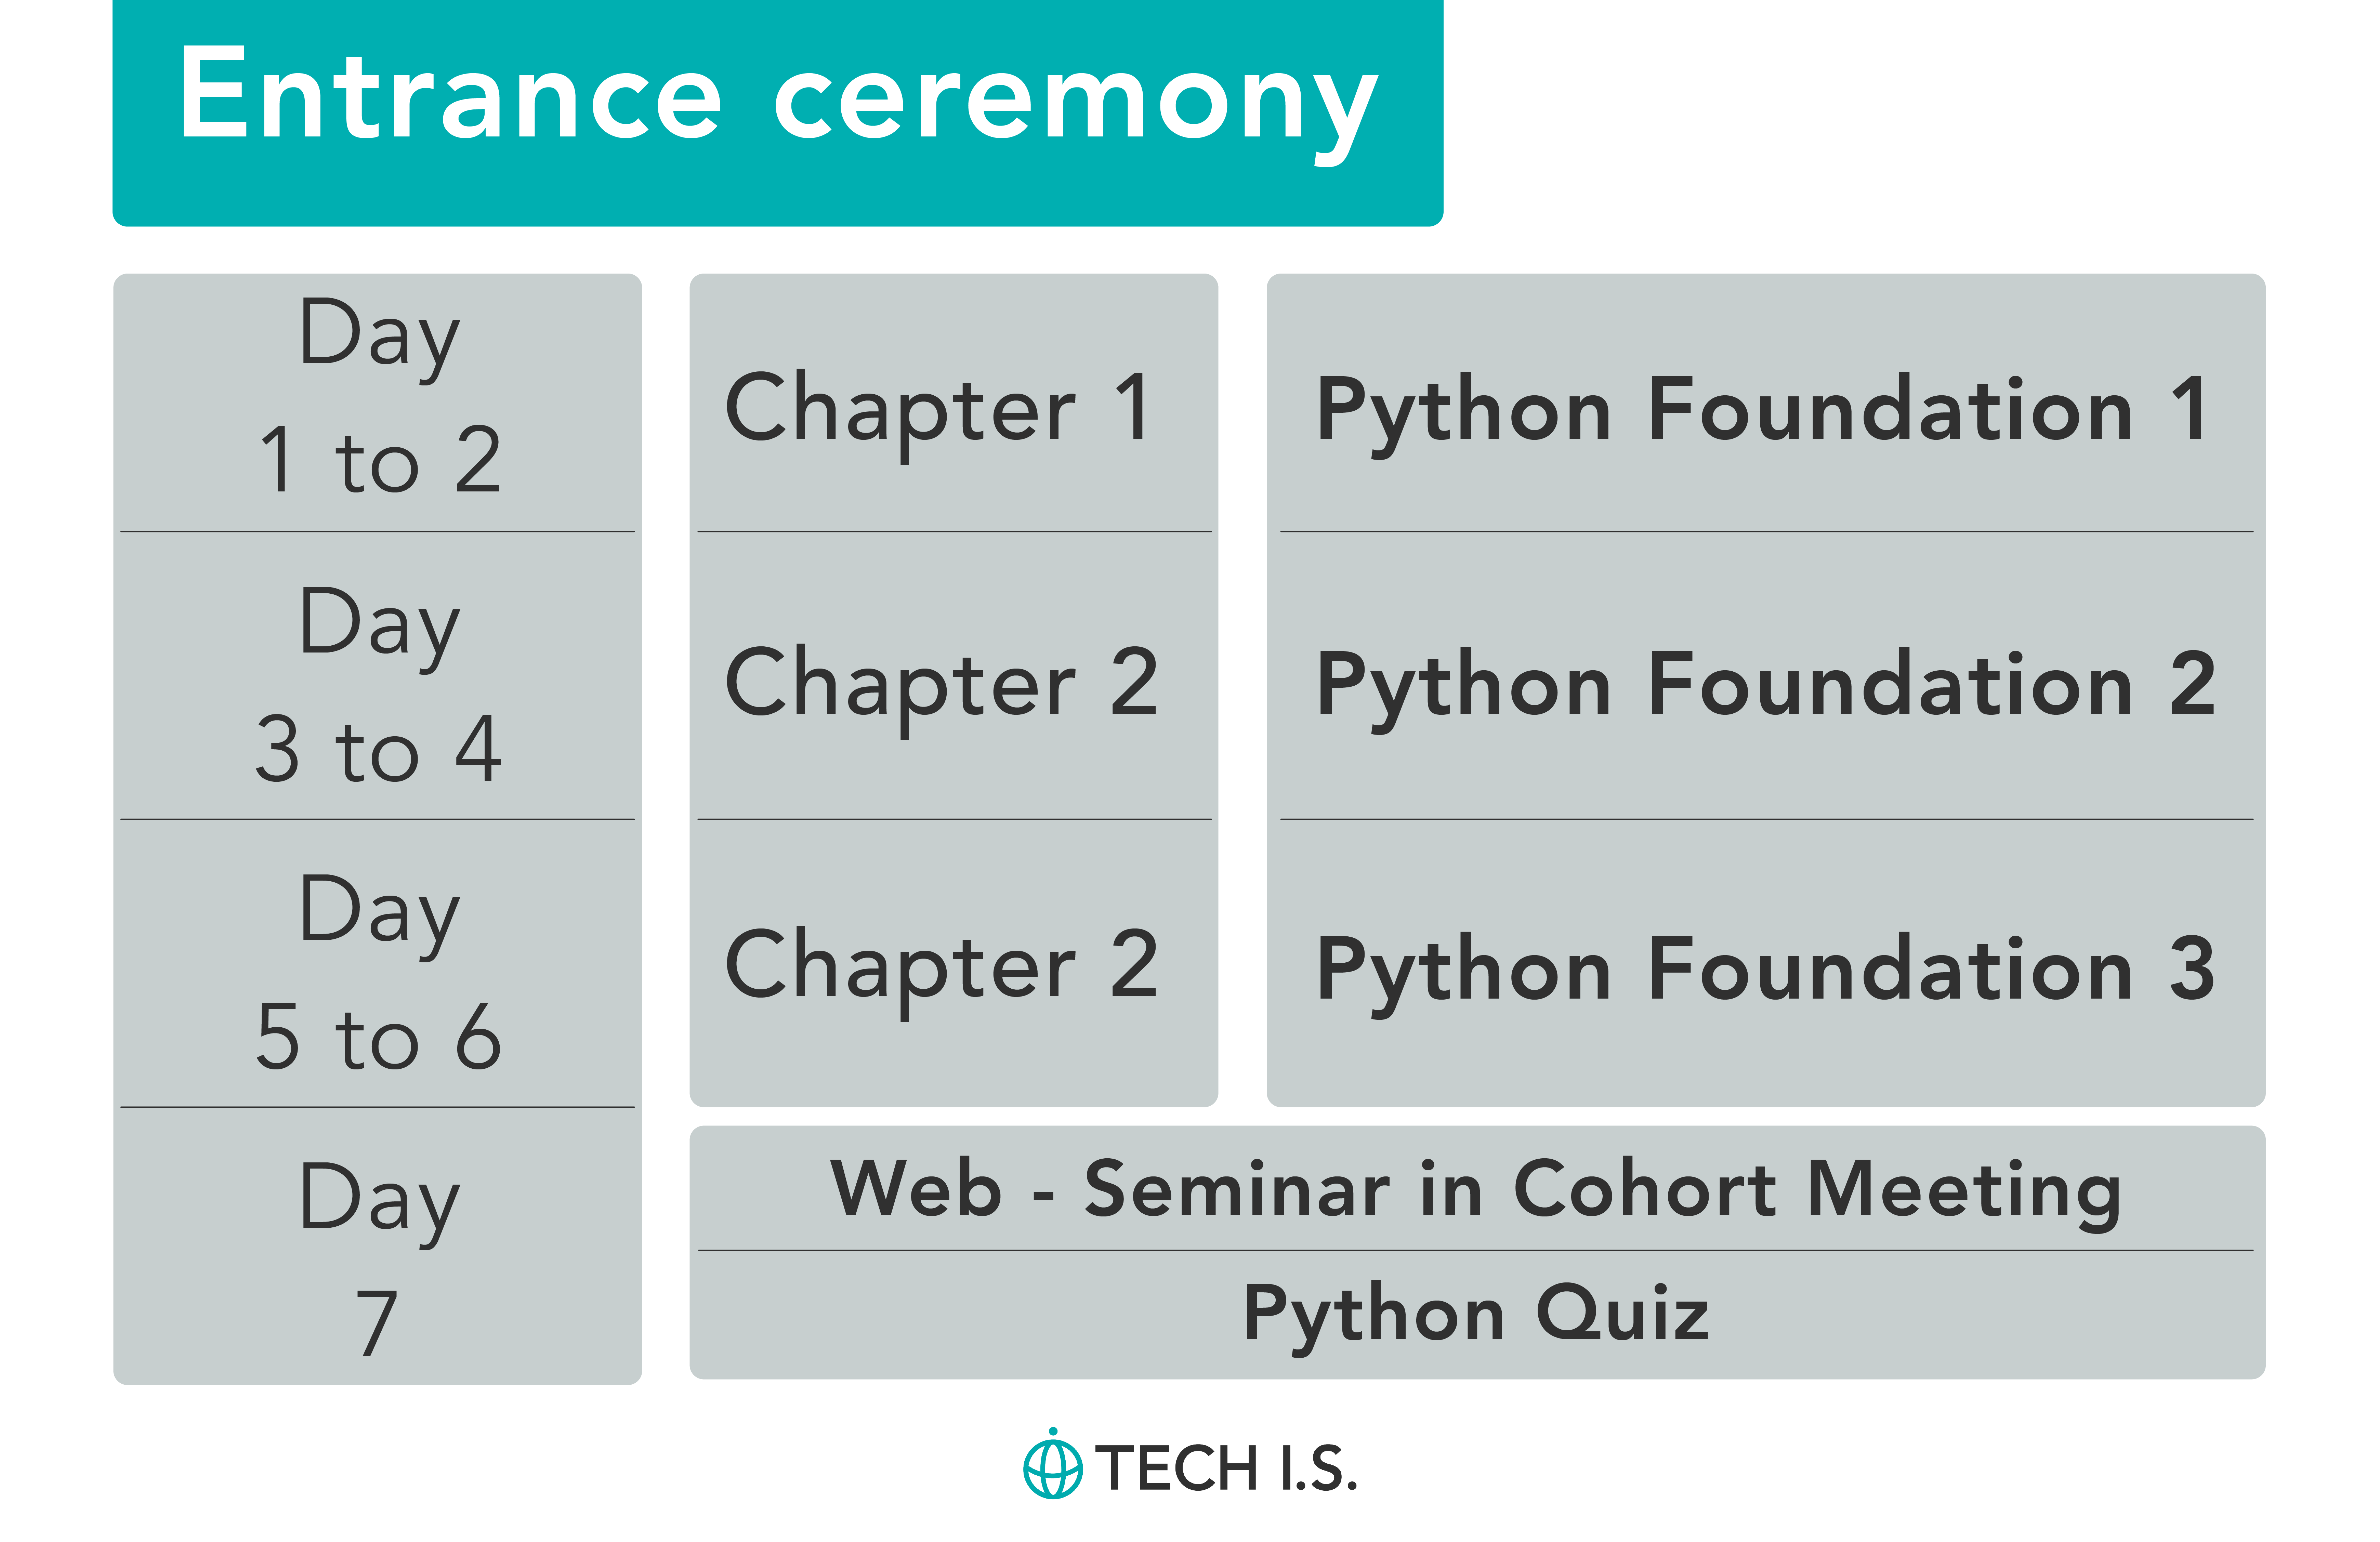 Entrance ceremony
Day
1 to 2
Chapter 1
Python Foundation 1
Day
3 to 4
Chapter 2
Python Foundation 2
Day
5 to 6
Chapter 2
Python Foundation 3
Day
7
Web - Seminar in Cohort Meeting
Python Quiz
TECH I.S.